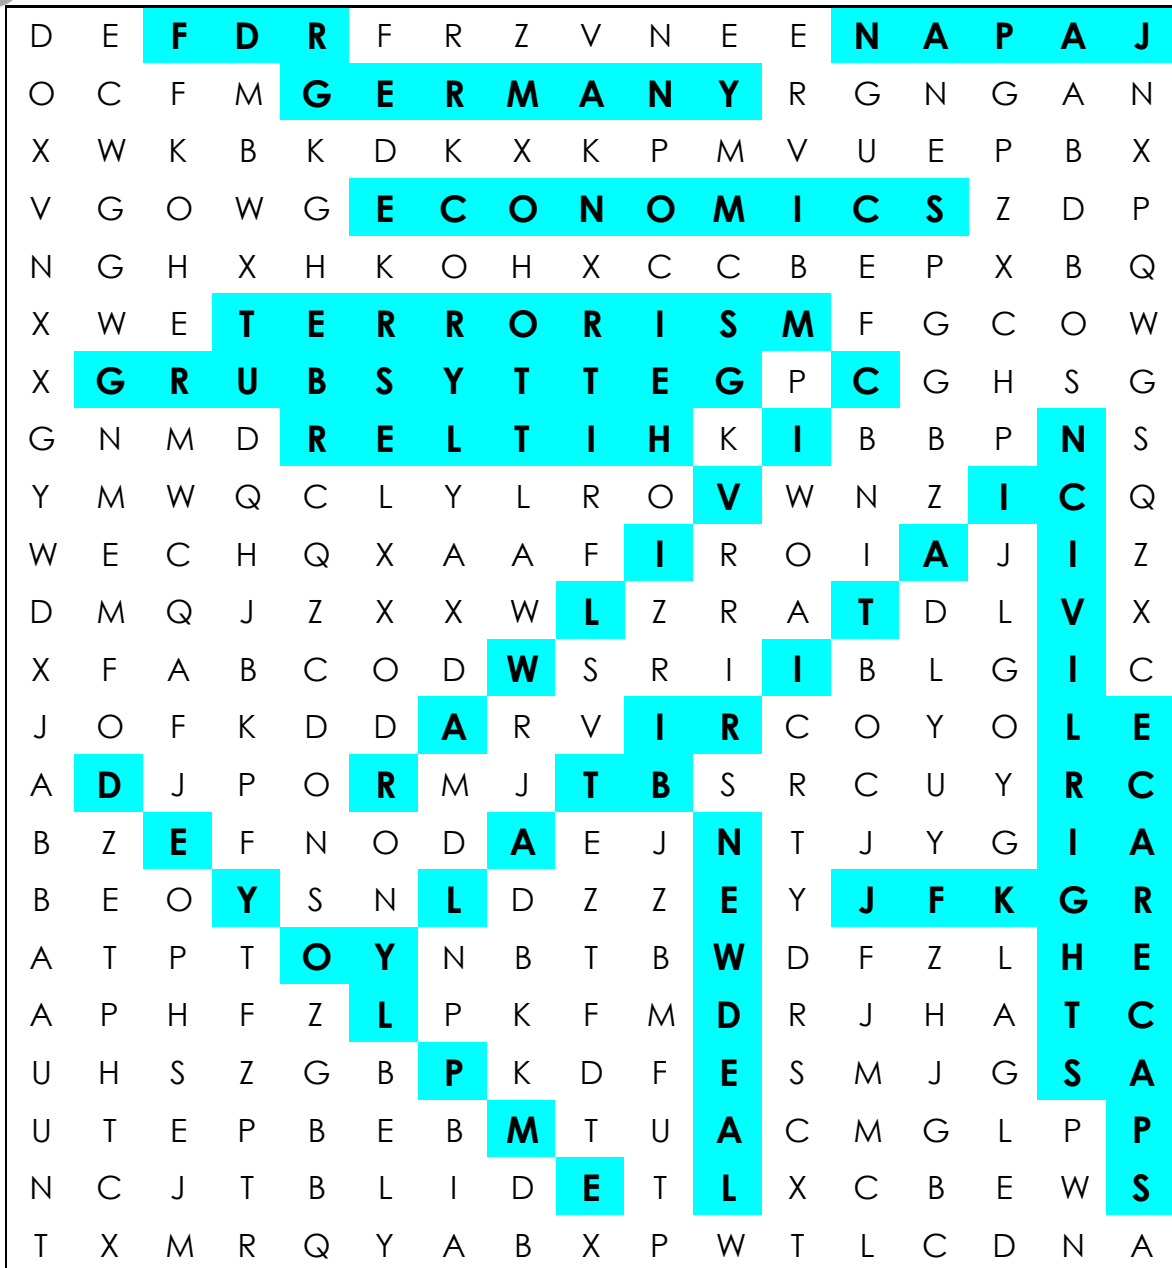 D E F D R F R Z V N E E N A P A J
O C F M G E R M A N Y R G N G A N
X W K B K D K X K P M V U E P B X
V G O W G E C O N O M I C S Z D P
N G H X H K O H X C C B E P X B Q
X W E T E R R O R I S M F G C O W
X G R U B S Y T T E G P C G H S G
G N M D R E L T I H K I B B P N S
Y M W Q C L Y L R O V W N Z I C Q
W E C H Q X A A F I R O I A J I Z
D M Q J Z X X W L Z R A T D L V X
X F A B C O D W S R I I B L G I C
J O F K D D A R V I R C O Y O L E
A D J P O R M J T B S R C U Y R C
B Z E F N O D A E J N T J Y G I A
B E O Y S N L D Z Z E Y J F K G R
A T P T O Y N B T B W D F Z L H E
A P H F Z L P K F M D R J H A T C
U H S Z G B P K D F E S M J G S A
U T E P B E B M T U A C M G L P P
N C J T B L I D E T L X C B E W S
T X M R Q Y A B X P W T L C D N A